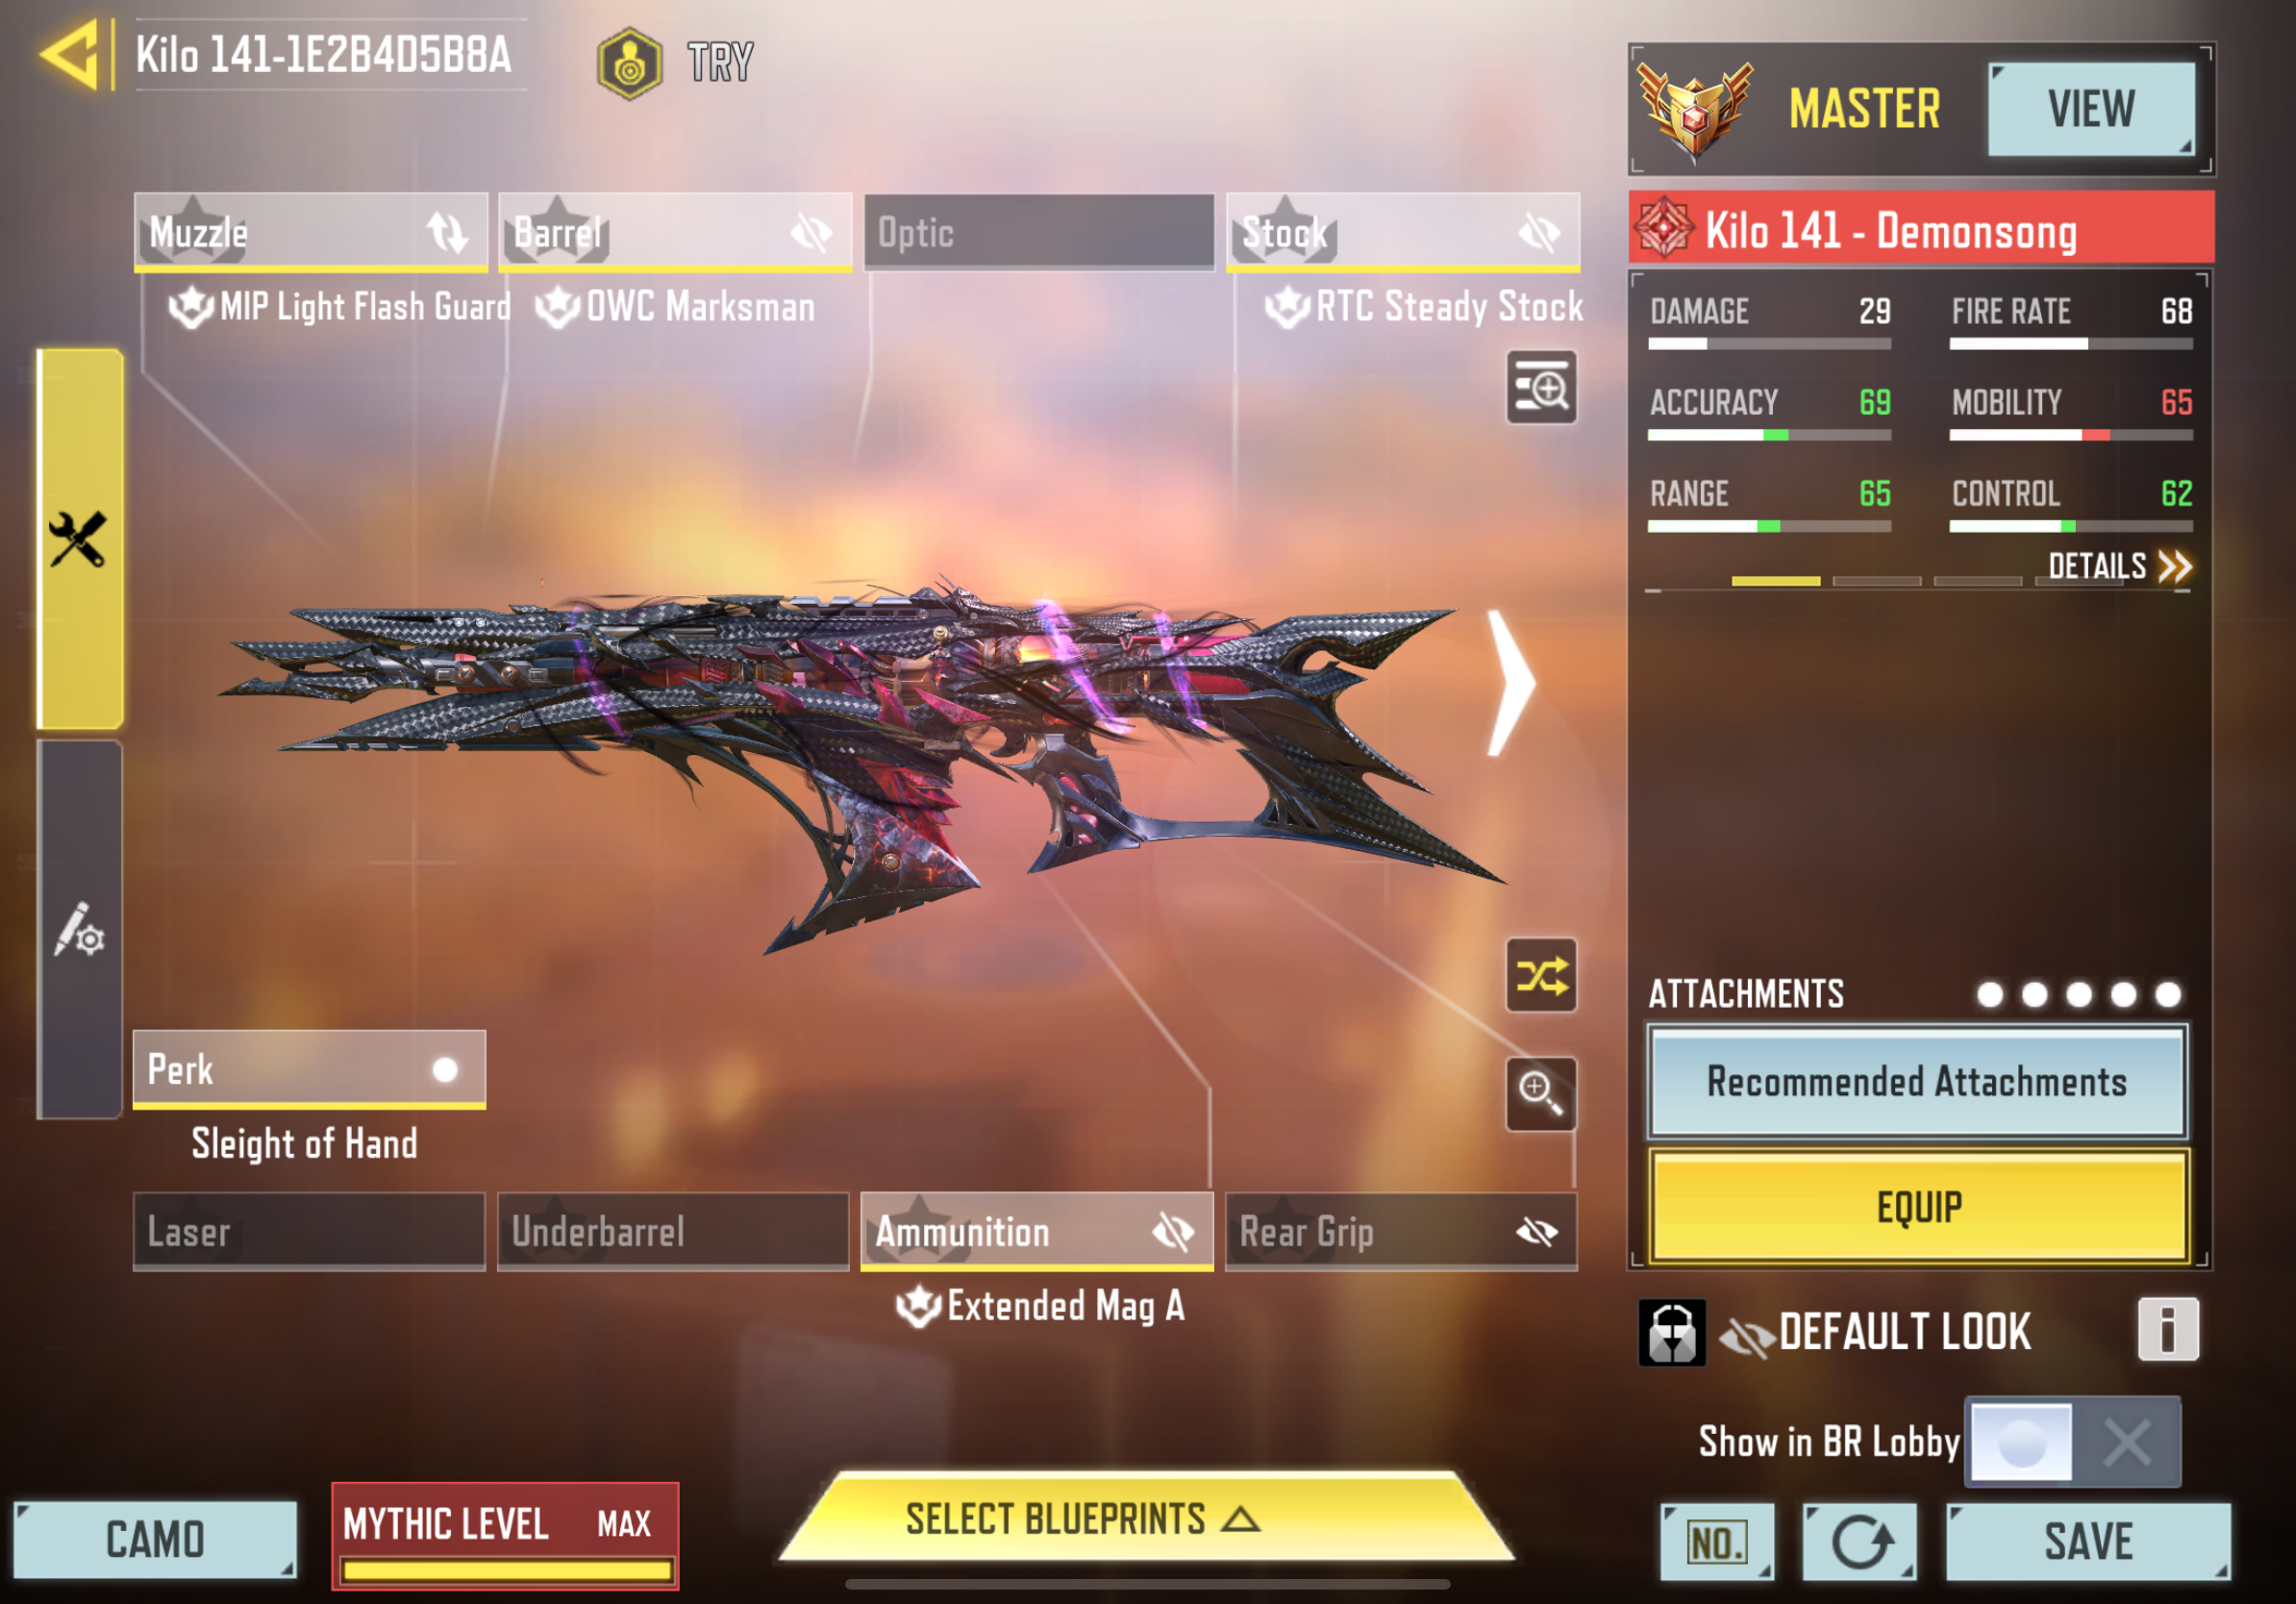 Kilo 141-1E2B4D5B8A
TRY
MASTER
VIEW
Muzzle
Barrel
Optic
Stock
MIP Light Flash Guard
OWC Marksman
RTC Steady Stock
Kilo 141 - Demonsong
DAMAGE 29
FIRE RATE 68
ACCURACY 69
MOBILITY 65
RANGE 65
CONTROL 62
DETAILS
ATTACHMENTS
Recommended Attachments
EQUIP
Perk
Sleight of Hand
Laser
Underbarrel
Ammunition
Rear Grip
Extended Mag A
DEFAULT LOOK
i
Show in BR Lobby
CAMO
MYTHIC LEVEL MAX
SELECT BLUEPRINTS
NO.
SAVE